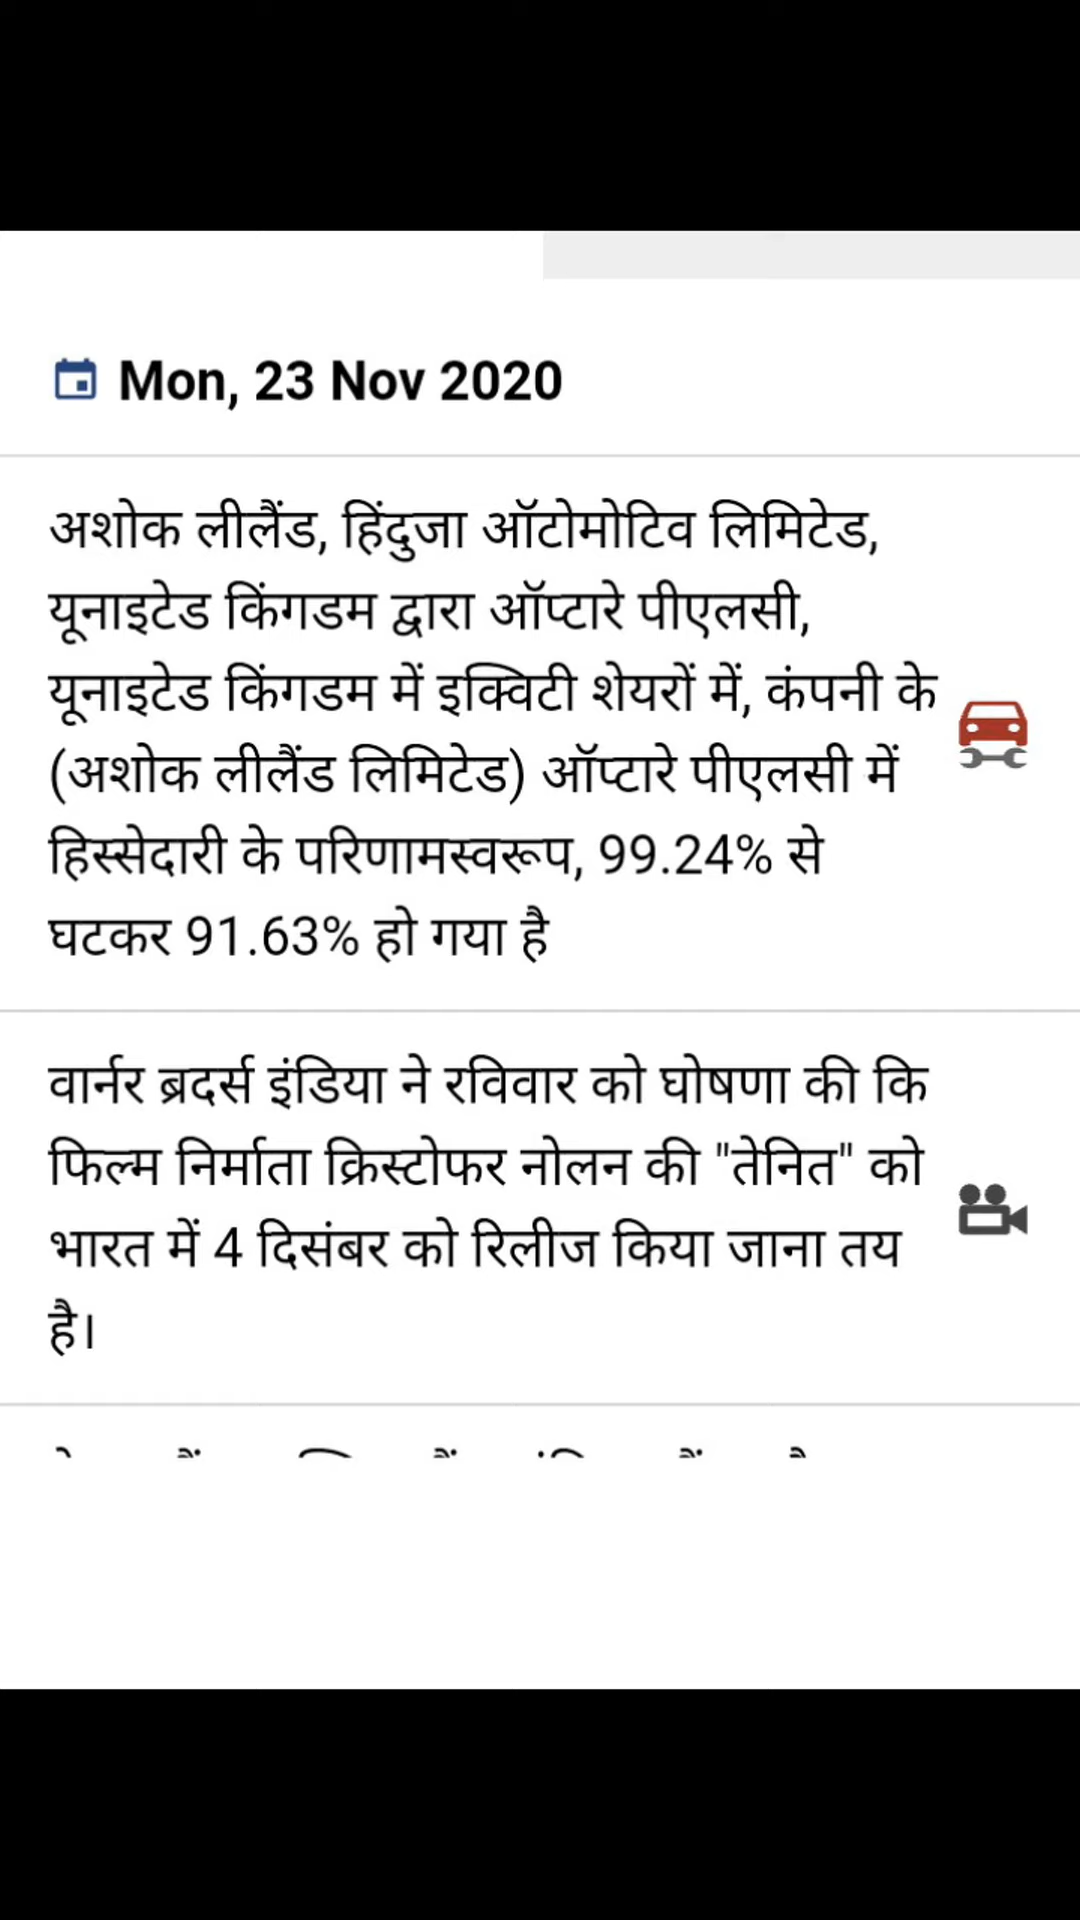 Mon, 23 Nov 2020
अशोक लीलैंड, हिंदुजा ऑटोमोटिव लिमिटेड,
यूनाइटेड किंगडम द्वारा ऑप्टारे पीएलसी,
यूनाइटेड किंगडम में इक्विटी शेयरों में, कंपनी के
(अशोक लीलैंड लिमिटेड) ऑप्टारे पीएलसी में
हिस्सेदारी के परिणामस्वरूप, 99.24% से
घटकर 91.63% हो गया है
वार्नर ब्रदर्स इंडिया ने रविवार को घोषणा की कि
फिल्म निर्माता क्रिस्टोफर नोलन की "तेनित" को
भारत में 4 दिसंबर को रिलीज किया जाना तय
है।